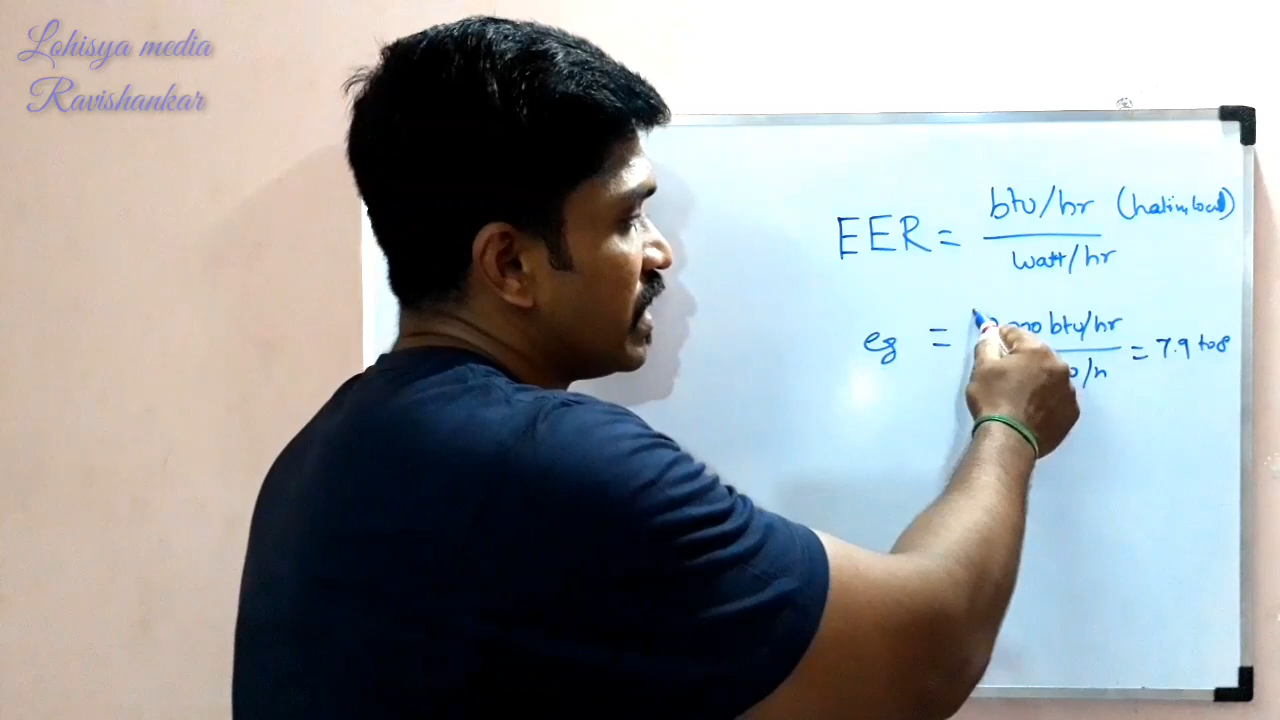 Lohisya media
Ravishankar
btu/hr
EER =
watt/hr
btu/hr
eg = = 7.9 to 8